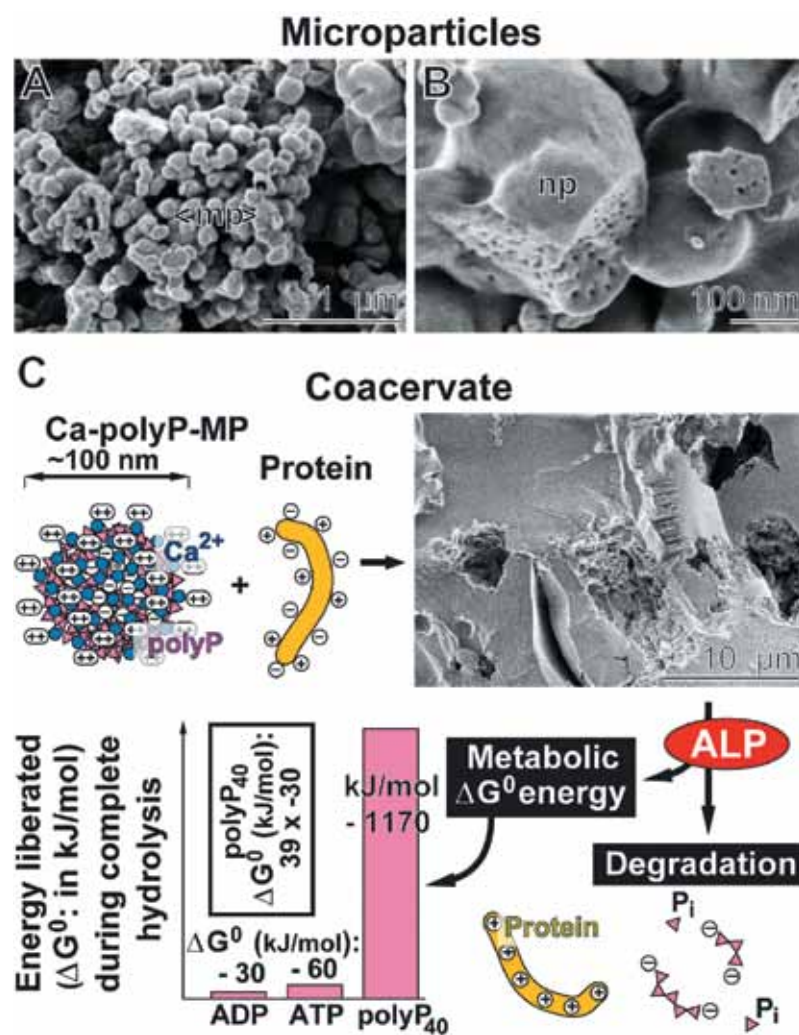 Microparticles
A
<mp>
1 µm
B
np
100 nm
C
Coacervate
Ca-polyP-MP
~100 nm
Protein
Ca2+
polyP
+
10 µm
ALP
Metabolic
ΔG0 energy
Degradation
Energy liberated
(ΔG0: in kJ/mol)
during complete
hydrolysis
polyP40
ΔG0 (kJ/mol):
39 x -30
kJ/mol
- 1170
ΔG0 (kJ/mol):
- 30
- 60
ADP
ATP
polyP40
Protein
Pi
Pi